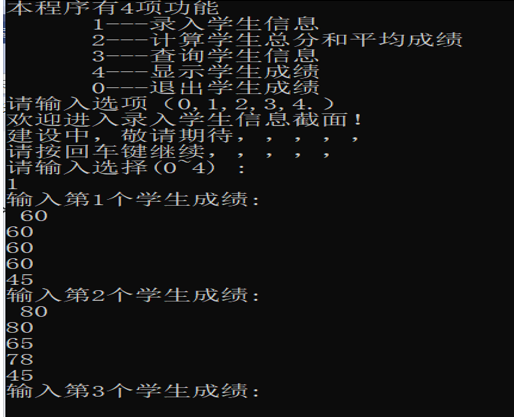 本程序有4项功能
1---录入学生信息
2---计算学生总分和平均成绩
3---查询学生信息
4---显示学生成绩
0---退出学生成绩
请输入选项（0,1,2,3,4.）
欢迎进入录入学生信息截面!
建设中，敬请期待，，，，，
请按回车键继续，，，，，
请输入选择(0~4) :
1
输入第1个学生成绩:
60
60
60
60
45
输入第2个学生成绩:
80
80
65
78
45
输入第3个学生成绩: